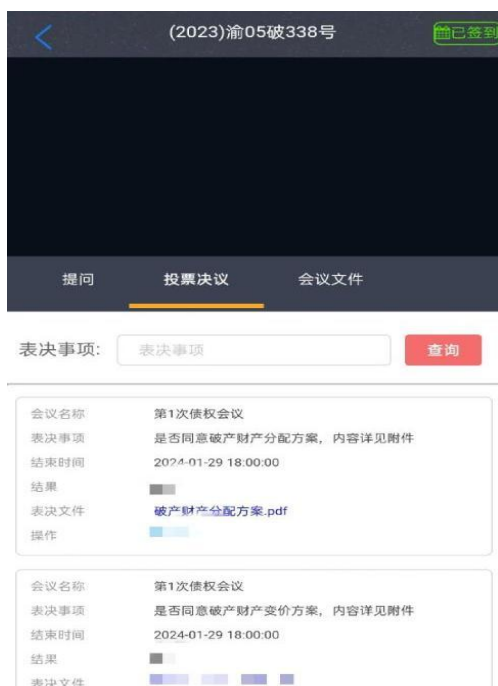 (2023)渝05破338号
已签到
提问 投票决议 会议文件
表决事项: 表决事项 查询
会议名称 第1次债权会议
表决事项 是否同意破产财产分配方案，内容详见附件
结束时间 2024-01-29 18:00:00
结果
表决文件 破产财产分配方案.pdf
操作
会议名称 第1次债权会议
表决事项 是否同意破产财产变价方案，内容详见附件
结束时间 2024-01-29 18:00:00
结果
表决文件